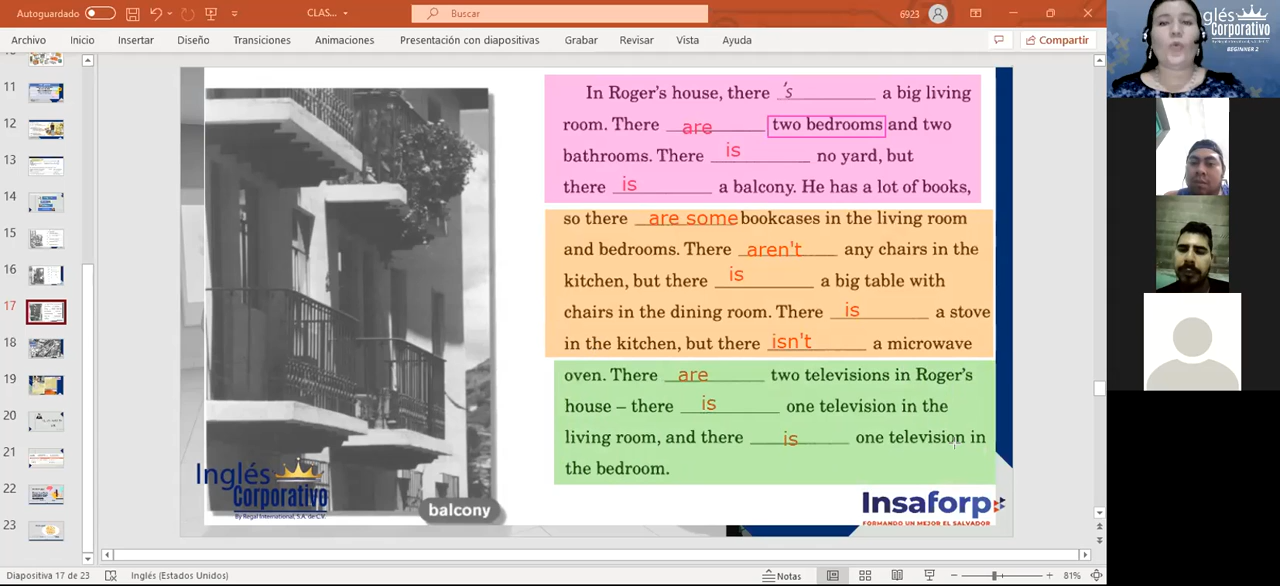 Autoguardado
CLAS...
Buscar
6923
Archivo Inicio Insertar Diseño Transiciones Animaciones Presentación con diapositivas Grabar Revisar Vista Ayuda
Compartir
11
12
13
14
15
16
17
18
19
20
21
22
23
In Roger's house, there 's a big living
room. There are two bedrooms and two
bathrooms. There is no yard, but
there is a balcony. He has a lot of books,
so there are some bookcases in the living room
and bedrooms. There aren't any chairs in the
kitchen, but there is a big table with
chairs in the dining room. There is a stove
in the kitchen, but there isn't a microwave
oven. There are two televisions in Roger's
house – there is one television in the
living room, and there is one television in
the bedroom.
Inglés
Corporativo
By Regal International, S.A. de C.V.
balcony
Insaforp
FORMANDO UN MEJOR EL SALVADOR
Diapositiva 17 de 23
Inglés (Estados Unidos)
Notas
81%
Inglés
Corporativo
BEGINNER 2